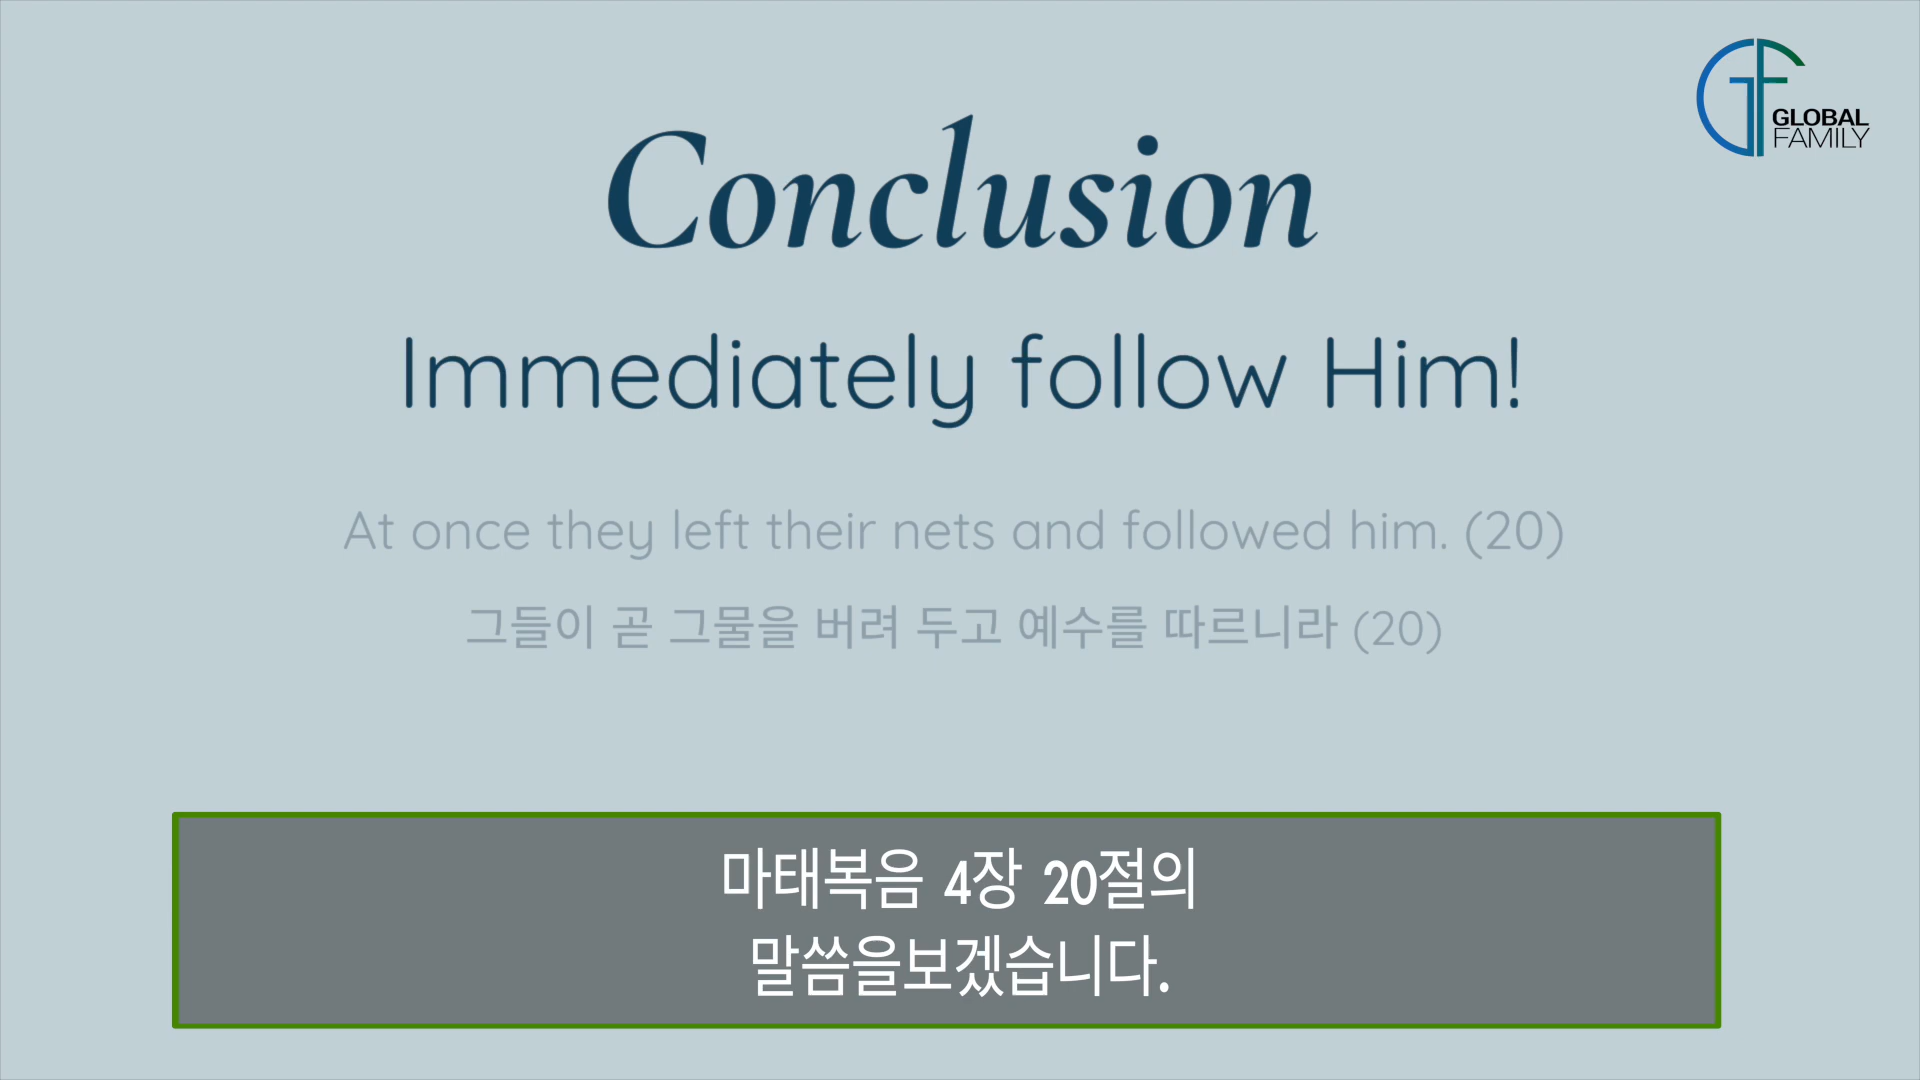 GF
GLOBAL
FAMILY
Conclusion
Immediately follow Him!
At once they left their nets and followed him. (20)
그들이 곧 그물을 버려 두고 예수를 따르니라 (20)
마태복음 4장 20절의
말씀을보겠습니다.